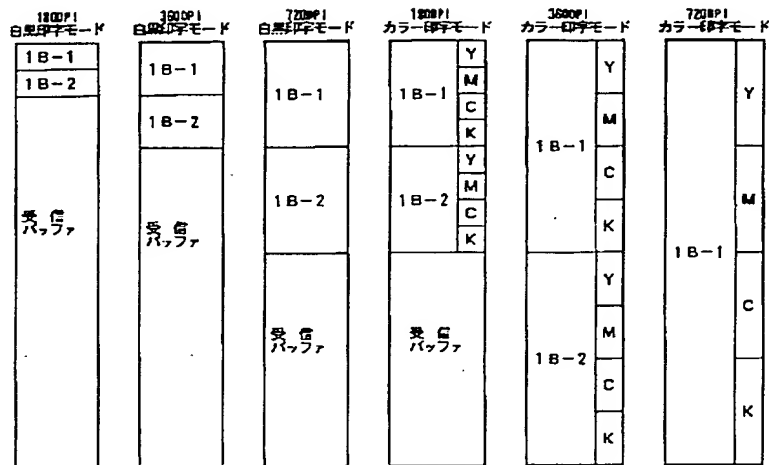 180DPI
白黒印字モード
1B-1
1B-2
受信
バッファ
360DPI
白黒印字モード
1B-1
1B-2
受信
バッファ
720DPI
白黒印字モード
1B-1
1B-2
受信
バッファ
180DPI
カラー印字モード
1B-1
Y
M
C
K
1B-2
Y
M
C
K
受信
バッファ
360DPI
カラー印字モード
1B-1
Y
M
C
K
1B-2
Y
M
C
K
720DPI
カラー印字モード
1B-1
Y
M
C
K